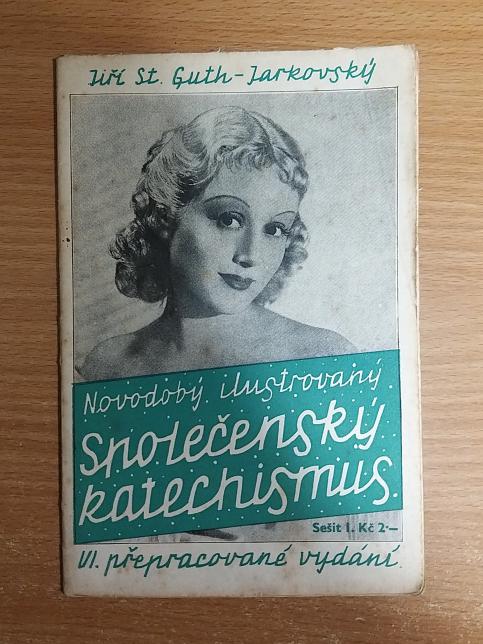 Jiří St. Guth-Jarkovský
Novodobý ilustrovaný
Společenský
katechismus.
Sešit 1. Kč 2·—
VI. přepracované vydání.